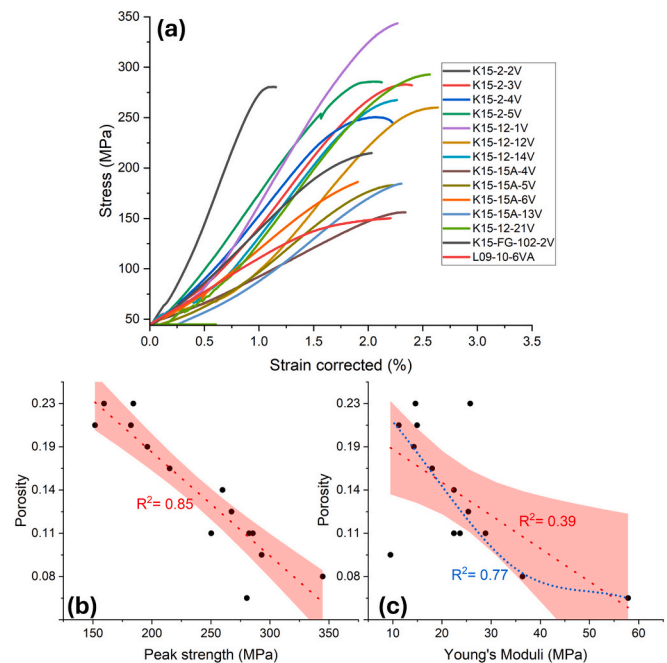 (a)
Stress (MPa)
350
300
250
200
150
100
50
0.0 0.5 1.0 1.5 2.0 2.5 3.0 3.5
Strain corrected (%)
K15-2-2V
K15-2-3V
K15-2-4V
K15-2-5V
K15-12-1V
K15-12-12V
K15-12-14V
K15-15A-4V
K15-15A-5V
K15-15A-6V
K15-15A-13V
K15-12-21V
K15-FG-102-2V
L09-10-6VA
Porosity
0.23
0.19
0.14
0.11
0.08
R²= 0.85
(b)
150 200 250 300 350
Peak strength (MPa)
Porosity
0.23
0.19
0.14
0.11
0.08
R²= 0.39
R²= 0.77
(c)
10 20 30 40 50 60
Young's Moduli (MPa)